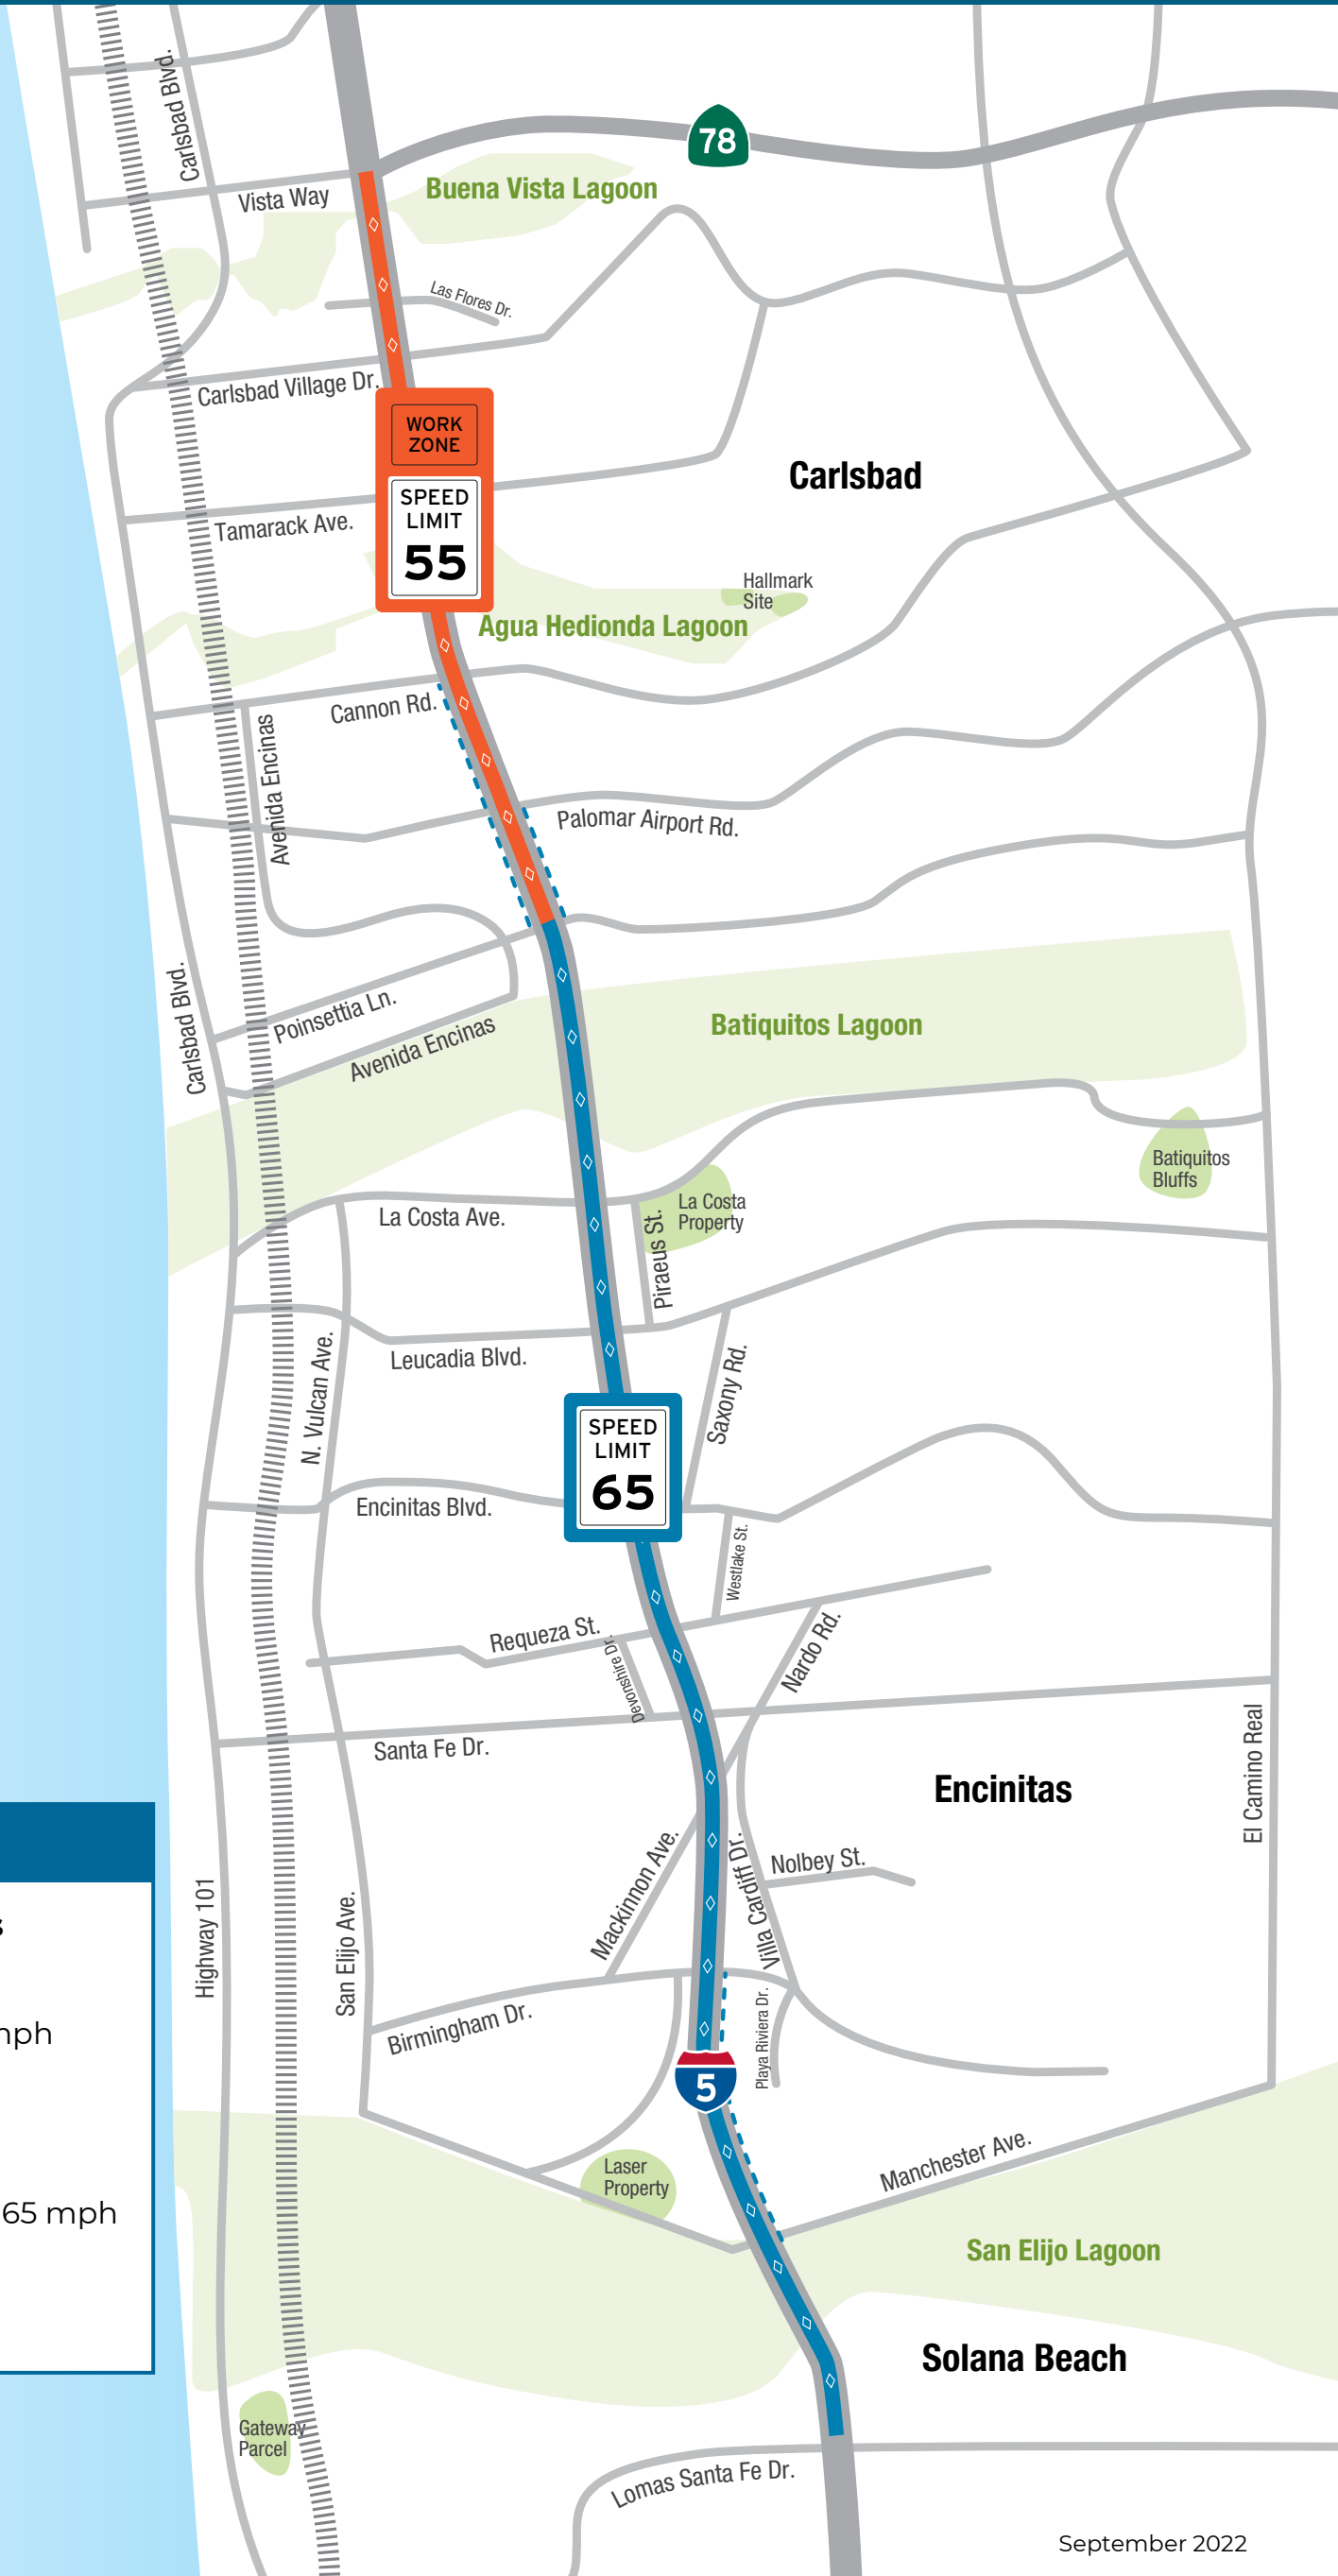 Carlsbad Blvd.
78
Vista Way
Buena Vista Lagoon
Las Flores Dr.
Carlsbad Village Dr.
WORK
ZONE
SPEED
LIMIT
55
Carlsbad
Tamarack Ave.
Hallmark
Site
Agua Hedionda Lagoon
Cannon Rd.
Avenida Encinas
Palomar Airport Rd.
Carlsbad Blvd.
Poinsettia Ln.
Avenida Encinas
Batiquitos Lagoon
Batiquitos
Bluffs
La Costa Ave.
La Costa
Property
Piraeus St.
N. Vulcan Ave.
Leucadia Blvd.
Saxony Rd.
SPEED
LIMIT
65
Encinitas Blvd.
Westlake St.
Requeza St.
Devonshire Dr.
Nardo Rd.
Santa Fe Dr.
El Camino Real
Encinitas
Mackinnon Ave.
Villa Cardiff Dr.
Nolbey St.
Highway 101
San Elijo Ave.
Birmingham Dr.
Playa Riviera Dr.
5
Manchester Ave.
Laser
Property
65 mph
San Elijo Lagoon
Solana Beach
Gateway
Parcel
Lomas Santa Fe Dr.
September 2022